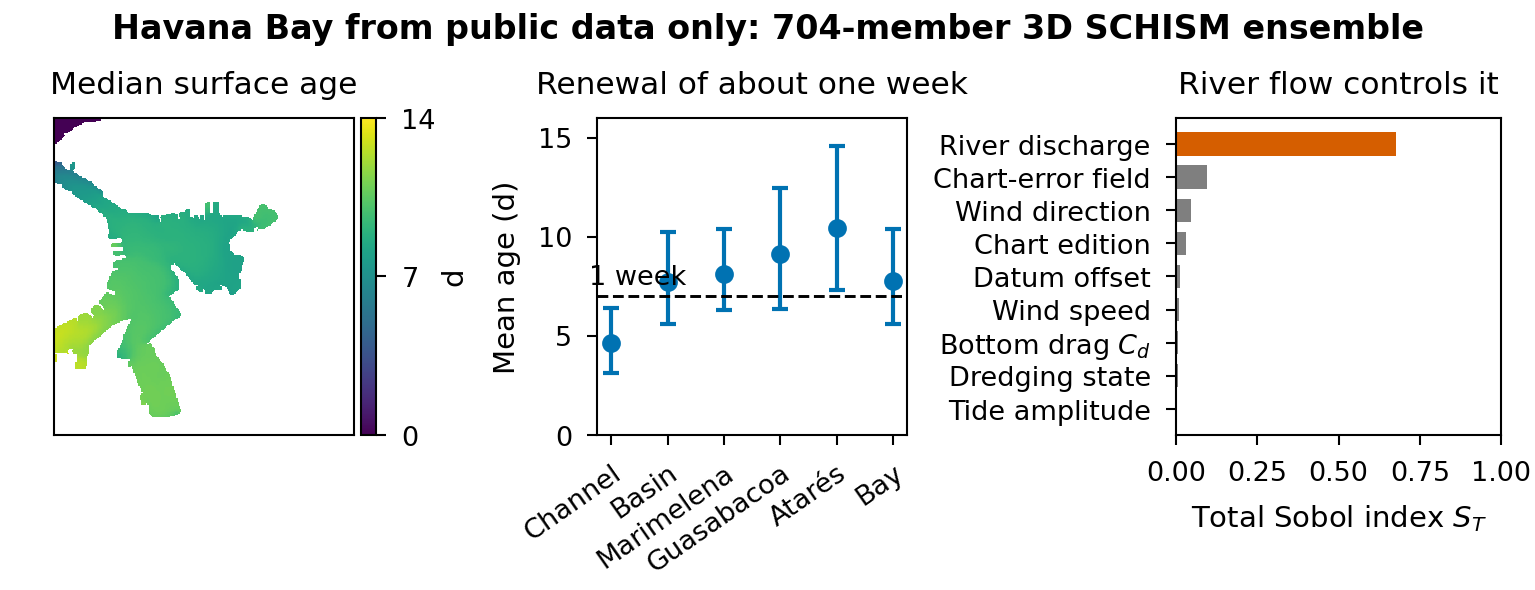 Havana Bay from public data only: 704-member 3D SCHISM ensemble
Median surface age
14
7
0
d
Renewal of about one week
Mean age (d)
15
10
5
0
1 week
Channel
Basin
Marimelena
Guasabacoa
Atarés
Bay
River flow controls it
River discharge
Chart-error field
Wind direction
Chart edition
Datum offset
Wind speed
Bottom drag C_d
Dredging state
Tide amplitude
0.00 0.25 0.50 0.75 1.00
Total Sobol index S_T